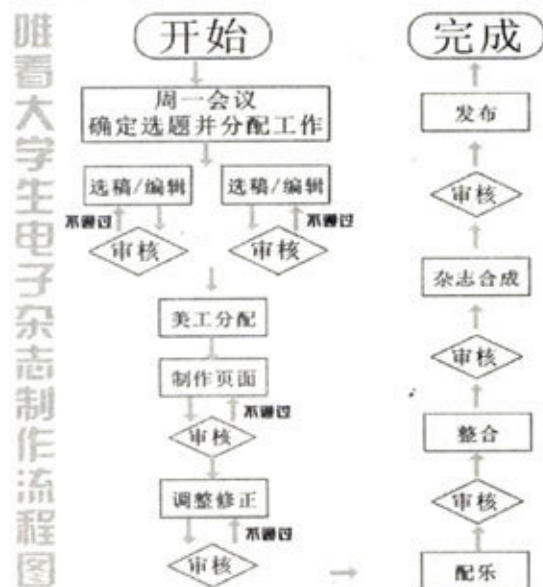 唯看大学生电子杂志制作流程图
开始
周一会议
确定选题并分配工作
选稿/编辑
选稿/编辑
不通过
不通过
审核
审核
美工分配
制作页面
不通过
审核
调整修正
不通过
审核
完成
发布
审核
杂志合成
审核
整合
审核
配乐